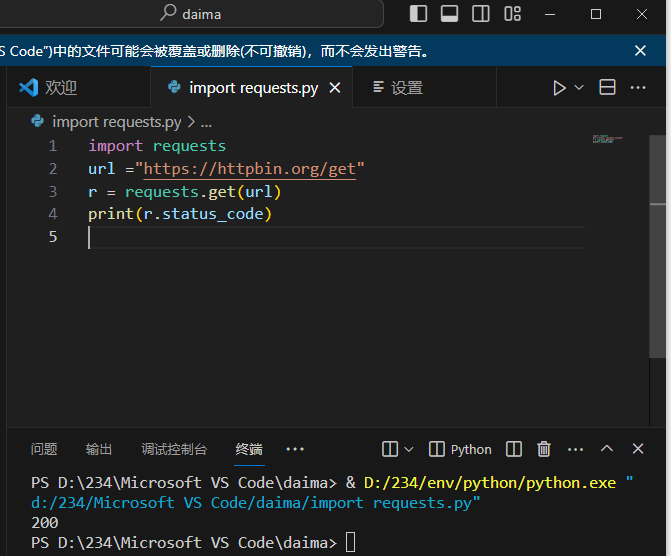 daima
S Code”)中的文件可能会被覆盖或删除(不可撤销)，而不会发出警告。
欢迎 import requests.py 设置
import requests.py > ...
1 import requests
2 url ="https://httpbin.org/get"
3 r = requests.get(url)
4 print(r.status_code)
5
问题 输出 调试控制台 终端 Python
PS D:\234\Microsoft VS Code\daima> & D:/234/env/python/python.exe "
d:/234/Microsoft VS Code/daima/import requests.py"
200
PS D:\234\Microsoft VS Code\daima>